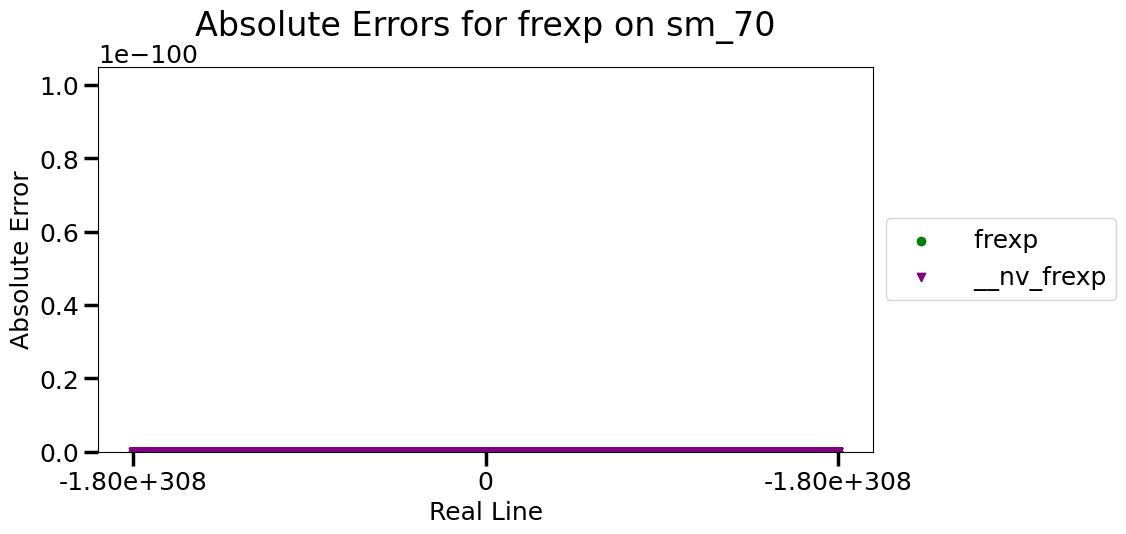 Absolute Errors for frexp on sm_70
1e−100
1.0
0.8
0.6
0.4
0.2
0.0
Absolute Error
-1.80e+308
0
-1.80e+308
Real Line
frexp
__nv_frexp